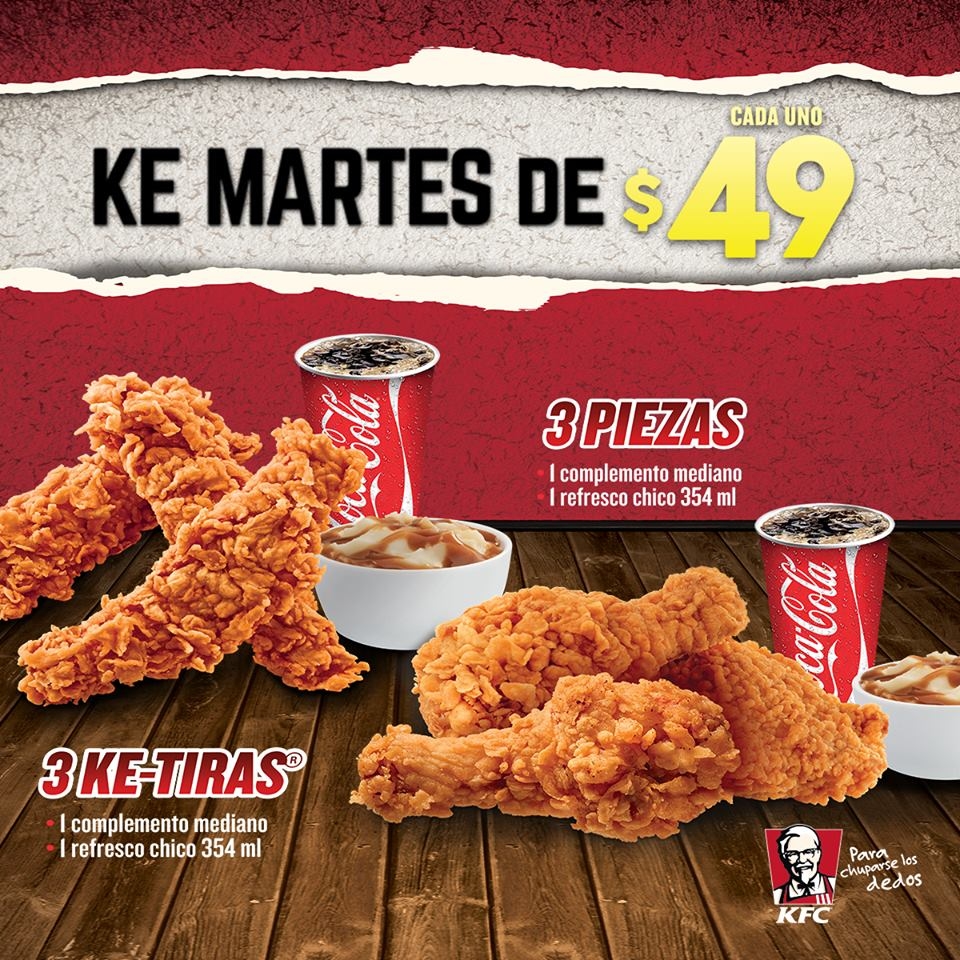 CADA UNO
KE MARTES DE $49
3 PIEZAS
• 1 complemento mediano
• 1 refresco chico 354 ml
Coca-Cola
Coca-Cola
3 KE-TIRAS®
• 1 complemento mediano
• 1 refresco chico 354 ml
Para
chuparse los
dedos
KFC